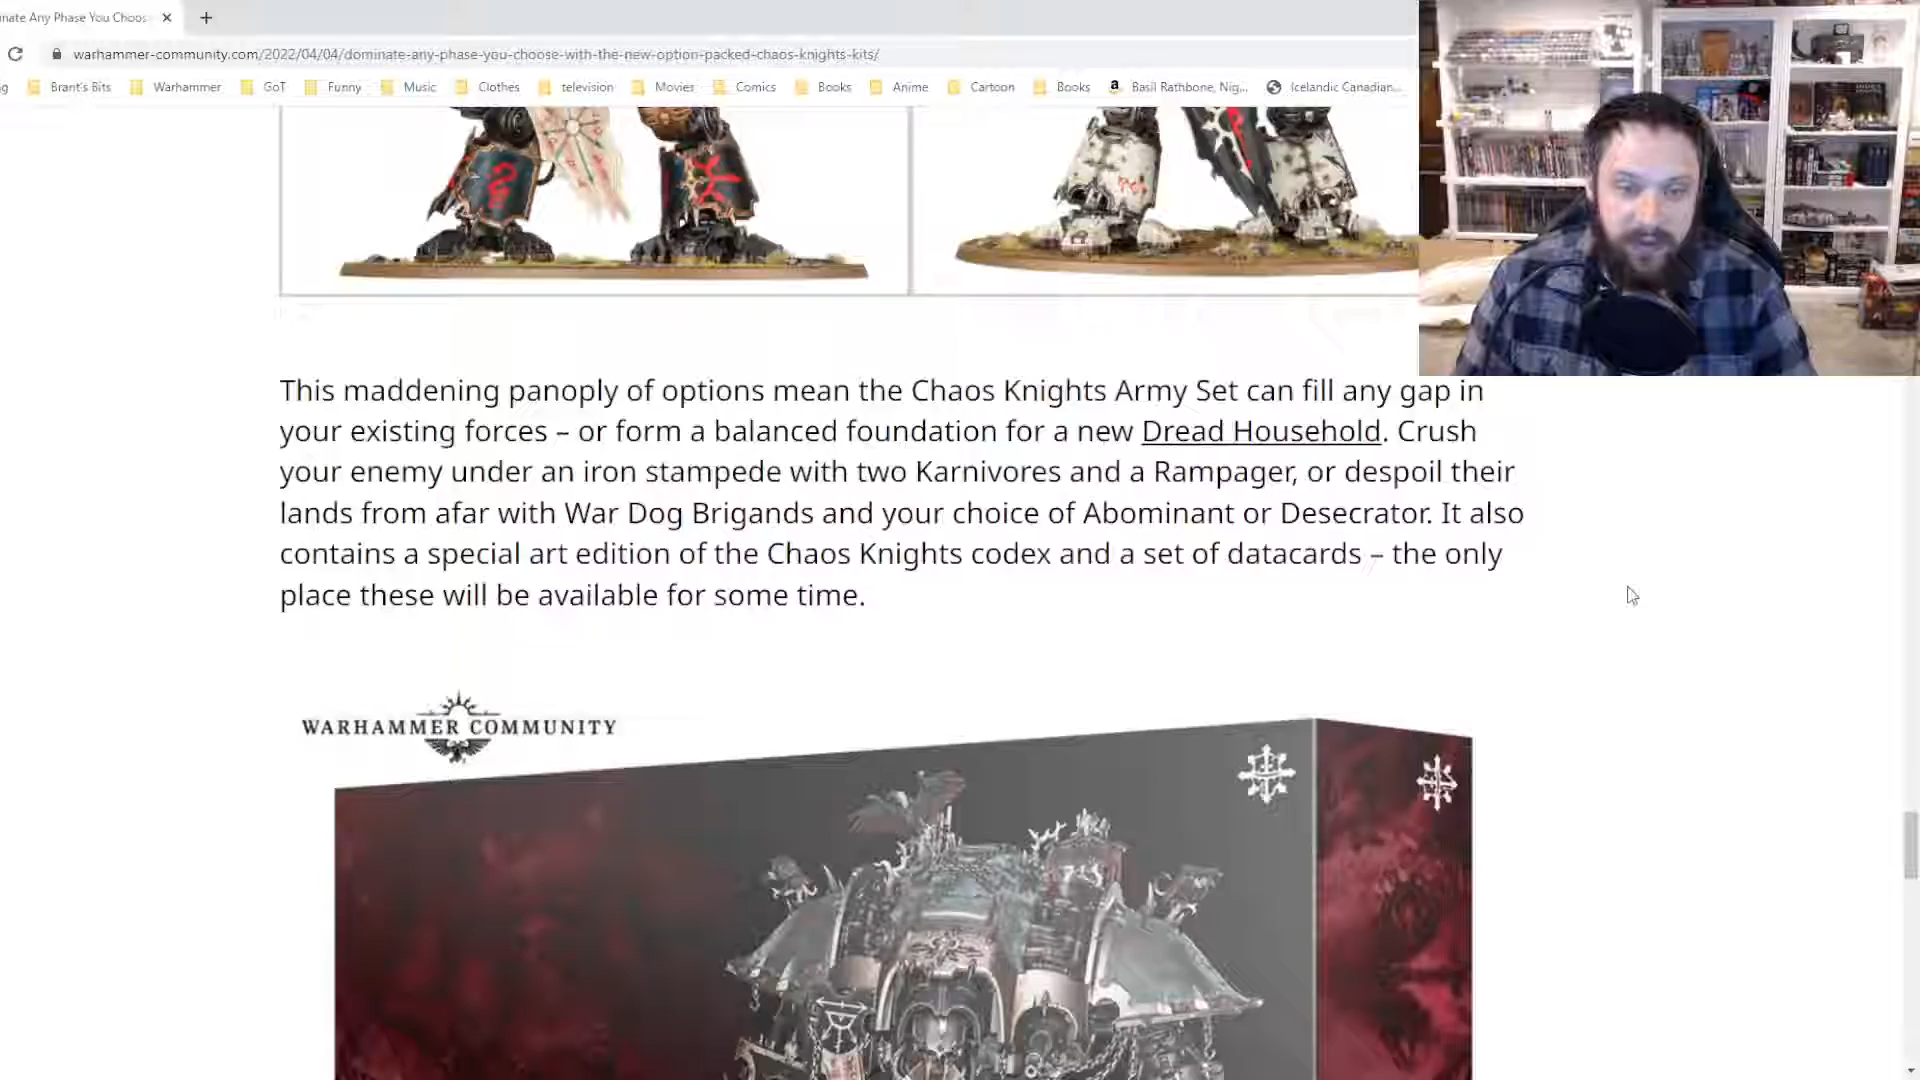 nate Any Phase You Choos
warhammer-community.com/2022/04/04/dominate-any-phase-you-choose-with-the-new-option-packed-chaos-knights-kits/
g Brant's Bits Warhammer GoT Funny Music Clothes television Movies Comics Books Anime Cartoon Books Basil Rathbone, Nig... Icelandic Canadian...
This maddening panoply of options mean the Chaos Knights Army Set can fill any gap in
your existing forces – or form a balanced foundation for a new Dread Household. Crush
your enemy under an iron stampede with two Karnivores and a Rampager, or despoil their
lands from afar with War Dog Brigands and your choice of Abominant or Desecrator. It also
contains a special art edition of the Chaos Knights codex and a set of datacards – the only
place these will be available for some time.
WARHAMMER COMMUNITY